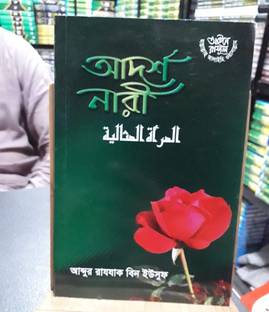 আদর্শ
নারী
المرأة المثالية
আব্দুর রাযযাক বিন ইউসুফ